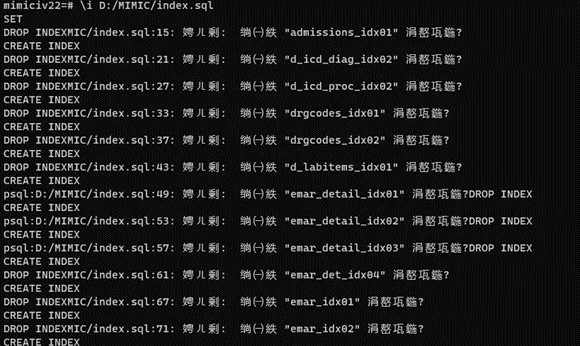 mimiciv22=# \i D:/MIMIC/index.sql
SET
DROP INDEXMIC/index.sql:15: 娉ㄦ剰:  绱㈠紩 "admissions_idx01" 涓嶅瓨鍦?
CREATE INDEX
DROP INDEXMIC/index.sql:21: 娉ㄦ剰:  绱㈠紩 "d_icd_diag_idx02" 涓嶅瓨鍦?
CREATE INDEX
DROP INDEXMIC/index.sql:27: 娉ㄦ剰:  绱㈠紩 "d_icd_proc_idx02" 涓嶅瓨鍦?
CREATE INDEX
DROP INDEXMIC/index.sql:33: 娉ㄦ剰:  绱㈠紩 "drgcodes_idx01" 涓嶅瓨鍦?
CREATE INDEX
DROP INDEXMIC/index.sql:37: 娉ㄦ剰:  绱㈠紩 "drgcodes_idx02" 涓嶅瓨鍦?
CREATE INDEX
DROP INDEXMIC/index.sql:43: 娉ㄦ剰:  绱㈠紩 "d_labitems_idx01" 涓嶅瓨鍦?
CREATE INDEX
psql:D:/MIMIC/index.sql:49: 娉ㄦ剰:  绱㈠紩 "emar_detail_idx01" 涓嶅瓨鍦?DROP INDEX
CREATE INDEX
psql:D:/MIMIC/index.sql:53: 娉ㄦ剰:  绱㈠紩 "emar_detail_idx02" 涓嶅瓨鍦?DROP INDEX
CREATE INDEX
psql:D:/MIMIC/index.sql:57: 娉ㄦ剰:  绱㈠紩 "emar_detail_idx03" 涓嶅瓨鍦?DROP INDEX
CREATE INDEX
DROP INDEXMIC/index.sql:61: 娉ㄦ剰:  绱㈠紩 "emar_det_idx04" 涓嶅瓨鍦?
CREATE INDEX
DROP INDEXMIC/index.sql:67: 娉ㄦ剰:  绱㈠紩 "emar_idx01" 涓嶅瓨鍦?
CREATE INDEX
DROP INDEXMIC/index.sql:71: 娉ㄦ剰:  绱㈠紩 "emar_idx02" 涓嶅瓨鍦?
CREATE INDEX